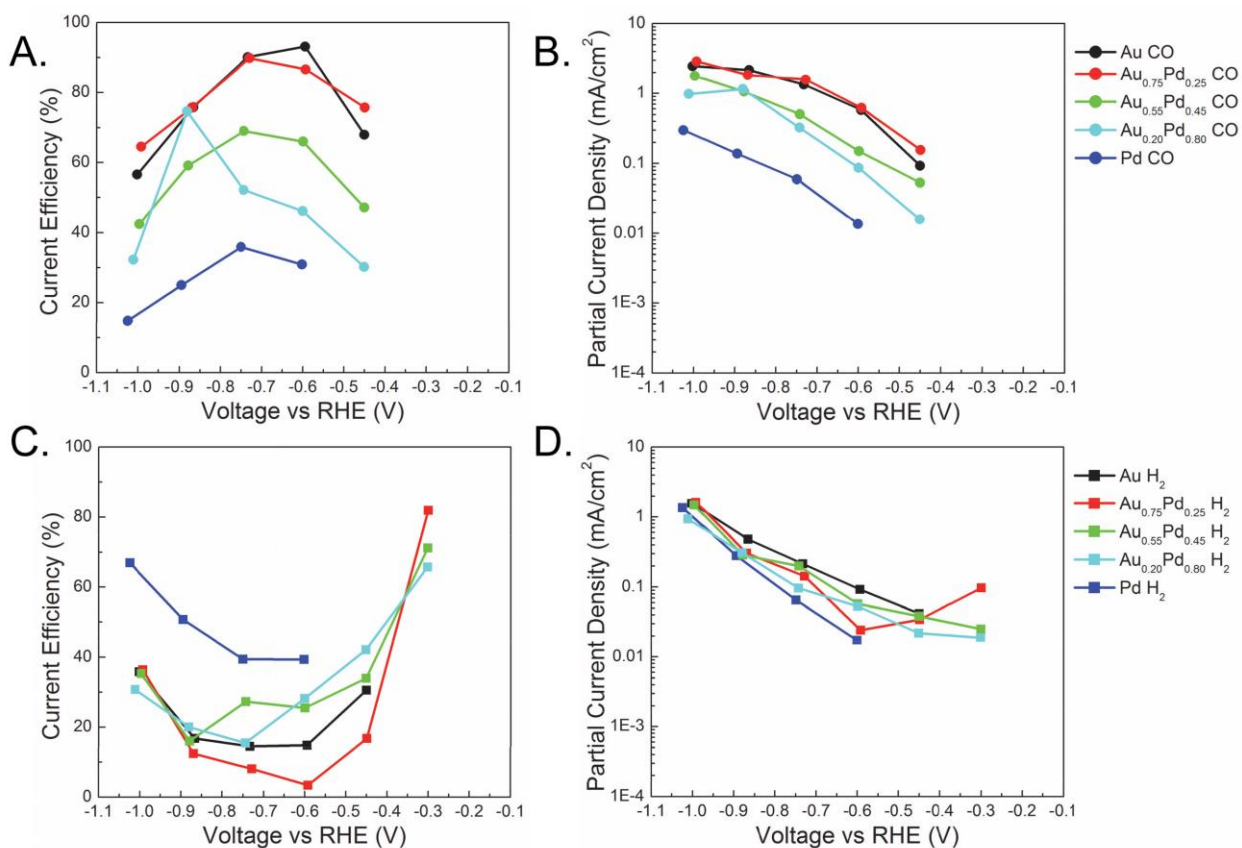 A.
Current Efficiency (%)
100
80
60
40
20
0
-1.1 -1.0 -0.9 -0.8 -0.7 -0.6 -0.5 -0.4 -0.3 -0.2 -0.1
Voltage vs RHE (V)
B.
Partial Current Density (mA/cm²)
10
1
0.1
0.01
1E-3
1E-4
-1.1 -1.0 -0.9 -0.8 -0.7 -0.6 -0.5 -0.4 -0.3 -0.2 -0.1
Voltage vs RHE (V)
Au CO
Au₀.₇₅Pd₀.₂₅ CO
Au₀.₅₅Pd₀.₄₅ CO
Au₀.₂₀Pd₀.₈₀ CO
Pd CO
C.
Current Efficiency (%)
100
80
60
40
20
0
-1.1 -1.0 -0.9 -0.8 -0.7 -0.6 -0.5 -0.4 -0.3 -0.2 -0.1
Voltage vs RHE (V)
D.
Partial Current Density (mA/cm²)
10
1
0.1
0.01
1E-3
1E-4
-1.1 -1.0 -0.9 -0.8 -0.7 -0.6 -0.5 -0.4 -0.3 -0.2 -0.1
Voltage vs RHE (V)
Au H₂
Au₀.₇₅Pd₀.₂₅ H₂
Au₀.₅₅Pd₀.₄₅ H₂
Au₀.₂₀Pd₀.₈₀ H₂
Pd H₂